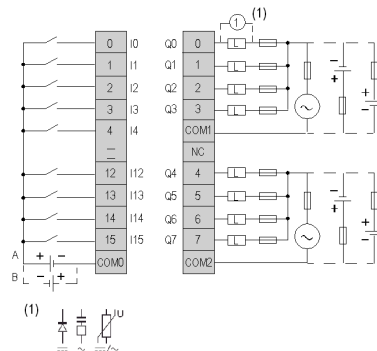 1 (1)
0 I0 Q0 0 L
1 I1 Q1 1 L
2 I2 Q2 2 L
3 I3 Q3 3 L
4 I4 COM1
NC
12 I12 Q4 4 L
13 I13 Q5 5 L
14 I14 Q6 6 L
15 I15 Q7 7 L
A + − COM0 COM2
B − +
− +
+ −
− +
+ −
(1) U